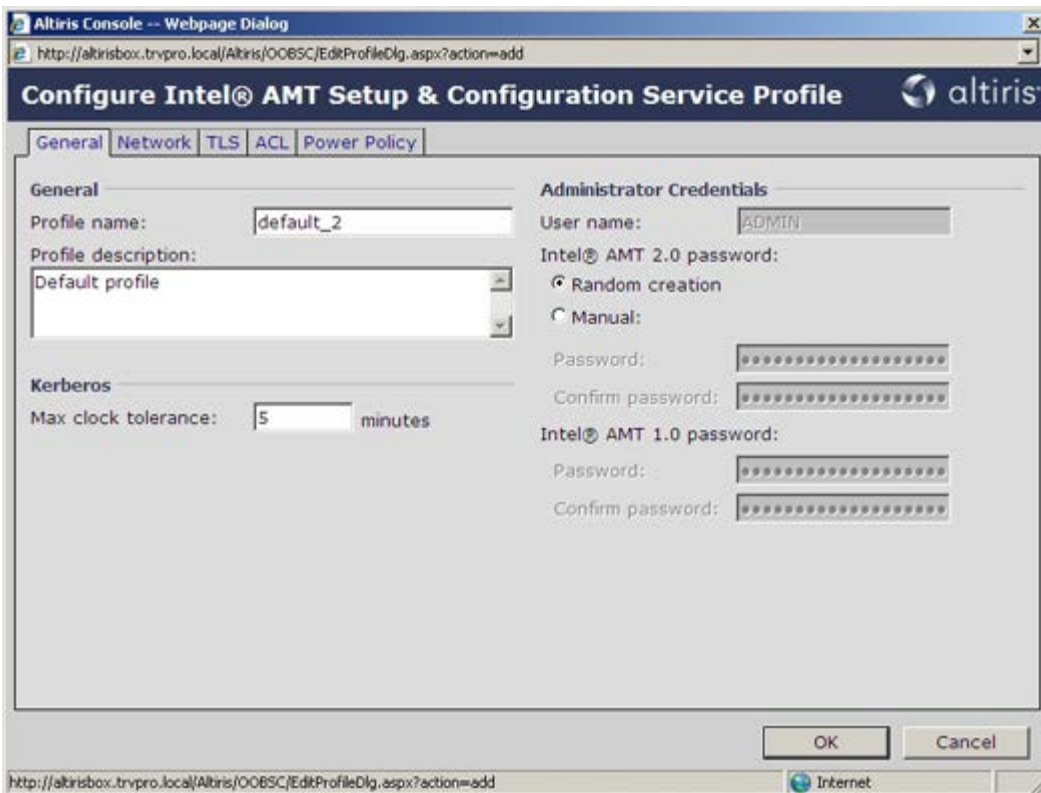 Altiris Console -- Webpage Dialog
http://altirisbox.trvpro.local/Altiris/OOBSC/EditProfileDlg.aspx?action=add
Configure Intel® AMT Setup & Configuration Service Profile
altiris
General
Network
TLS
ACL
Power Policy
General
Profile name:
default_2
Profile description:
Default profile
Kerberos
Max clock tolerance:
5
minutes
Administrator Credentials
User name:
ADMIN
Intel® AMT 2.0 password:
Random creation
Manual:
Password:
Confirm password:
Intel® AMT 1.0 password:
Password:
Confirm password:
OK
Cancel
http://altirisbox.trvpro.local/Altiris/OOBSC/EditProfileDlg.aspx?action=add
Internet